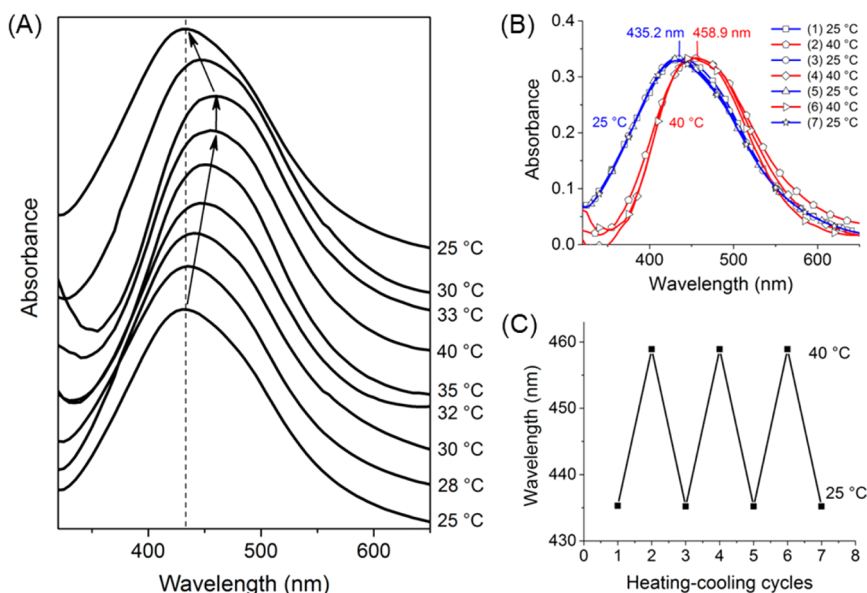 (A)
Absorbance
25 °C
30 °C
33 °C
40 °C
35 °C
32 °C
30 °C
28 °C
25 °C
400
500
600
Wavelength (nm)
(B)
Absorbance
0.4
0.3
0.2
0.1
0.0
435.2 nm
458.9 nm
25 °C
40 °C
(1) 25 °C
(2) 40 °C
(3) 25 °C
(4) 40 °C
(5) 25 °C
(6) 40 °C
(7) 25 °C
400
500
600
Wavelength (nm)
(C)
Wavelength (nm)
460
450
440
430
40 °C
25 °C
0 1 2 3 4 5 6 7 8
Heating-cooling cycles